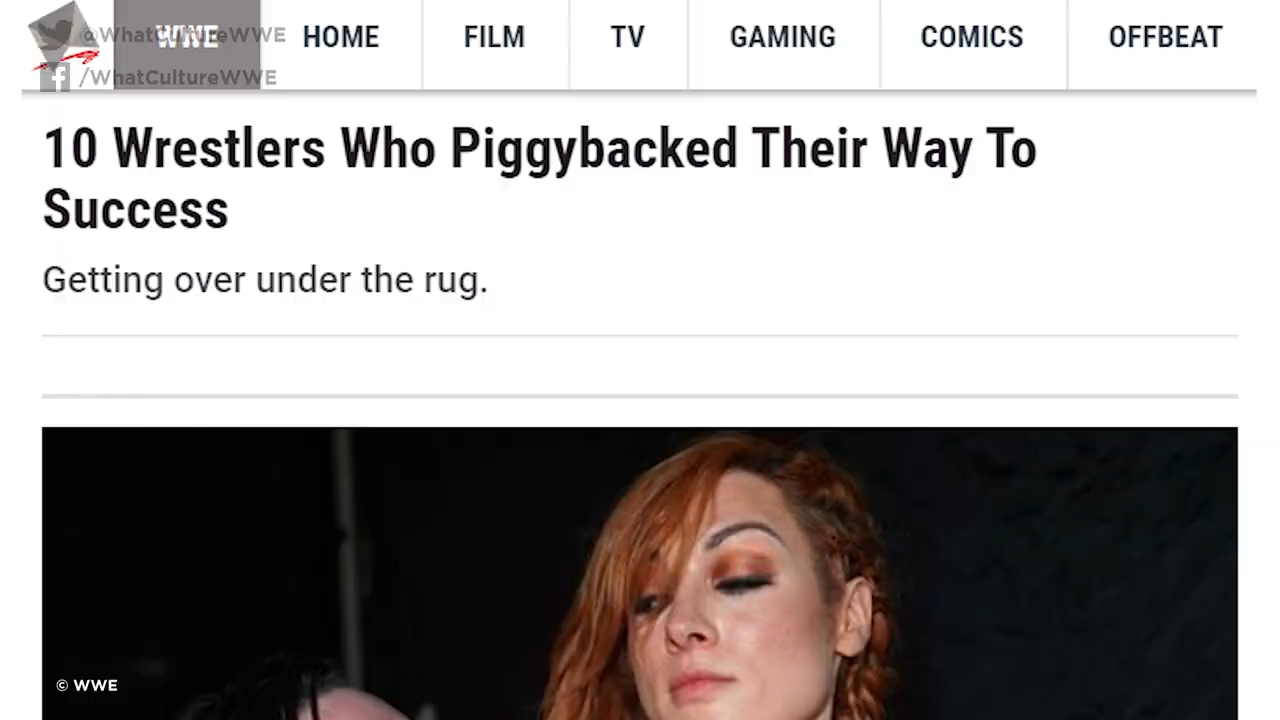 @WhatCultureWWE
WWE
HOME
FILM
TV
GAMING
COMICS
OFFBEAT
/WhatCultureWWE
10 Wrestlers Who Piggybacked Their Way To
Success
Getting over under the rug.
© WWE